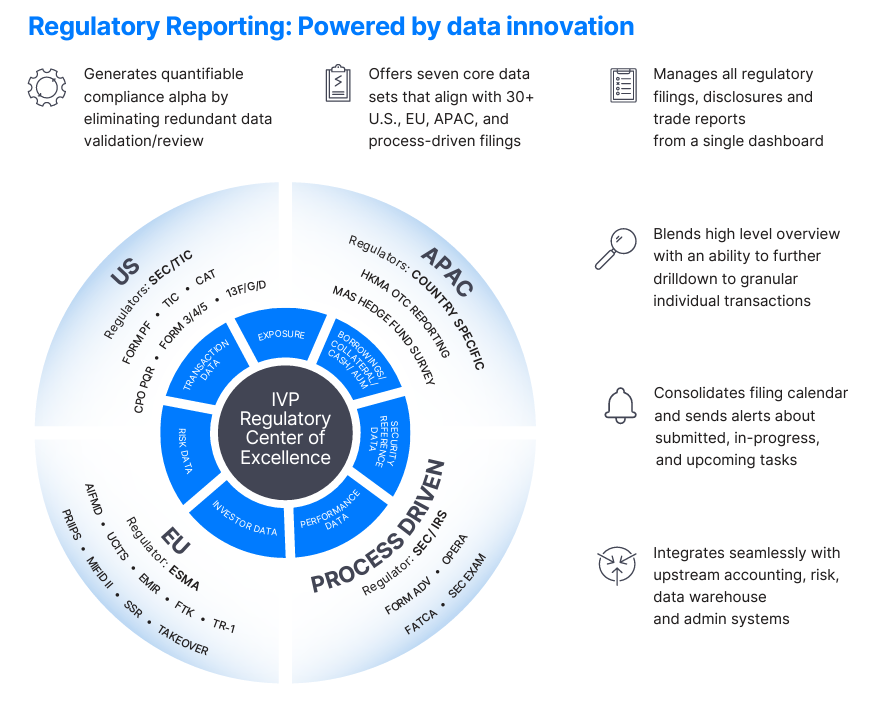 Regulatory Reporting: Powered by data innovation
Generates quantifiable
compliance alpha by
eliminating redundant data
validation/review
Offers seven core data
sets that align with 30+
U.S., EU, APAC, and
process-driven filings
Manages all regulatory
filings, disclosures and
trade reports
from a single dashboard
Blends high level overview
with an ability to further
drilldown to granular
individual transactions
Consolidates filing calendar
and sends alerts about
submitted, in-progress,
and upcoming tasks
Integrates seamlessly with
upstream accounting, risk,
data warehouse
and admin systems
US
Regulators: SEC/TIC
FORM PF • TIC • CAT
CPO PQR • FORM 3/4/5 • 13F/G/D
APAC
Regulators: COUNTRY SPECIFIC
HKMA OTC REPORTING
MAS HEDGE FUND SURVEY
EXPOSURE
BORROWINGS/
COLLATERAL/
CASH/ AUM
SECURITY
REFERENCE
DATA
PERFORMANCE
DATA
INVESTOR DATA
RISK DATA
TRANSACTION
DATA
IVP
Regulatory
Center of
Excellence
EU
Regulator: ESMA
AIFMD • UCITS • EMIR • FTK • TR-1
PRIIPS • MIFID II • SSR • TAKEOVER
PROCESS DRIVEN
Regulator: SEC/ IRS
FORM ADV • OPERA
FATCA • SEC EXAM